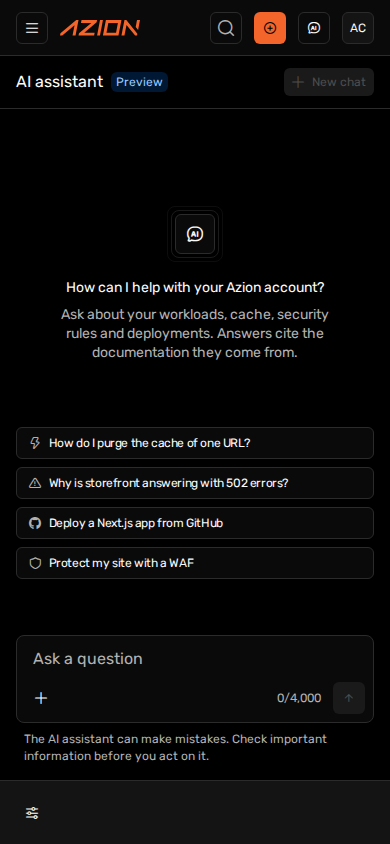 AZION
AC
AI assistant
Preview
New chat
AI
How can I help with your Azion account?
Ask about your workloads, cache, security
rules and deployments. Answers cite the
documentation they come from.
How do I purge the cache of one URL?
Why is storefront answering with 502 errors?
Deploy a Next.js app from GitHub
Protect my site with a WAF
Ask a question
0/4,000
The AI assistant can make mistakes. Check important
information before you act on it.